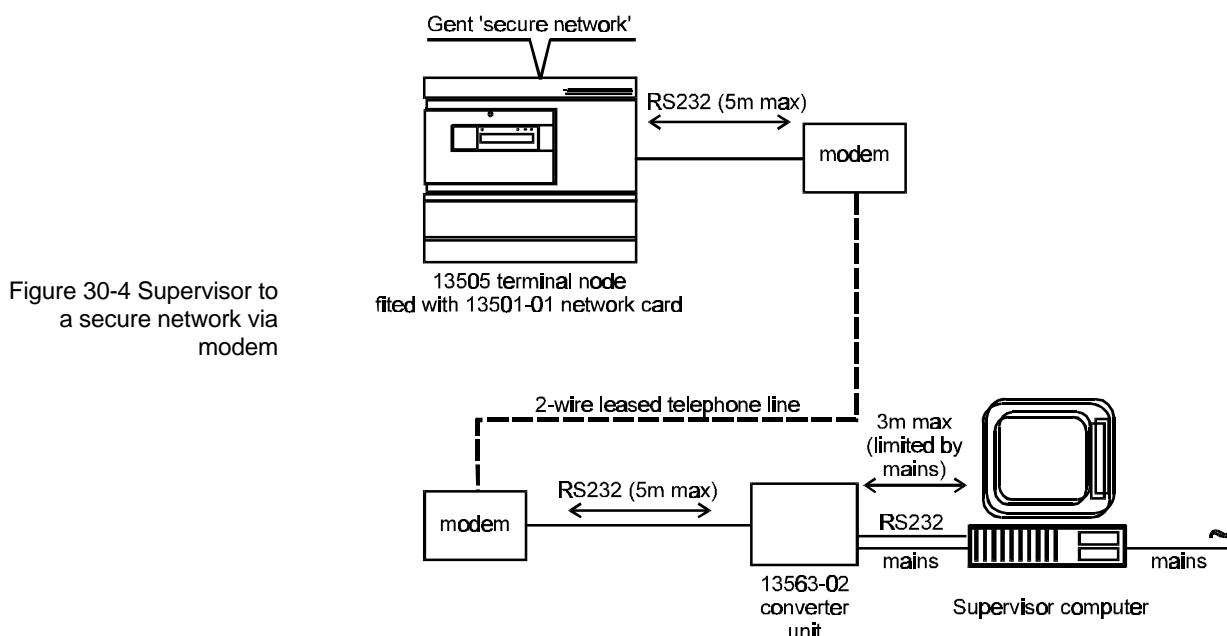 Gent 'secure network'
RS232 (5m max)
modem
13505 terminal node
fited with 13501-01 network card
Figure 30-4 Supervisor to
a secure network via
modem
2-wire leased telephone line
3m max
(limited by
mains)
RS232 (5m max)
modem
RS232
mains
mains
13563-02
converter
unit
Supervisor computer